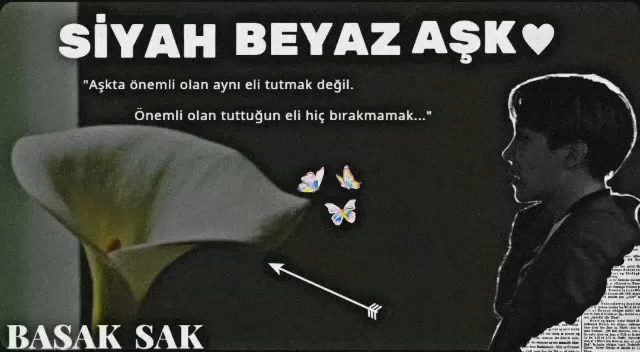 SİYAH BEYAZ AŞK♥
"Aşkta önemli olan aynı eli tutmak değil.
Önemli olan tuttuğun eli hiç bırakmamak..."
BASAK SAK